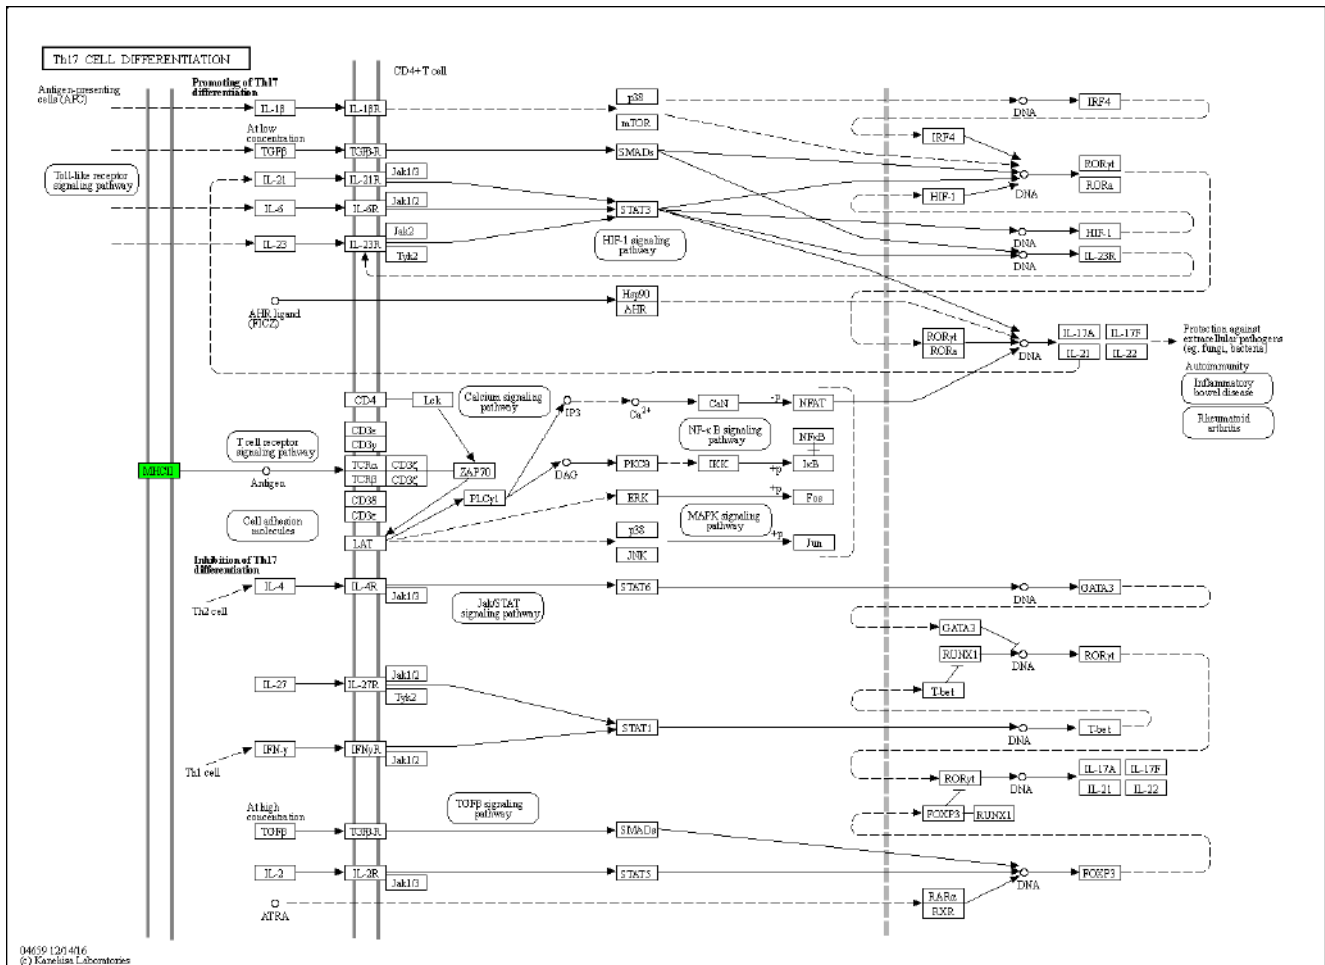 Th17 CELL DIFFERENTIATION
CD4+ T cell
Promoting of Th17
differentiation
Antigen-presenting
cells (APC)
IL-1β
IL-1βR
p38
mTOR
DNA
IRF4
At low
concentration
TGFβ
TGFβ-R
SMADs
IRF4
RORγt
RORα
DNA
Toll-like receptor
signaling pathway
IL-21
IL-21R
Jak1/3
HIF-1
IL-6
IL-6R
Jak1/2
STAT3
IL-23
IL-23R
Jak2
Tyk2
HIF-1 signaling
pathway
DNA
HIF-1
DNA
IL-23R
AHR ligand
(FICZ)
Hsp90
AHR
RORγt
RORα
DNA
IL-17A
IL-17F
IL-21
IL-22
Protection against
extracellular pathogens
(eg. fungi, bacteria)
Autoimmunity
Inflammatory
bowel disease
Rheumatoid
arthritis
CD4
Lck
Calcium signaling
pathway
IP3
Ca2+
CaN
-p
NFAT
CD3ε
CD3γ
T cell receptor
signaling pathway
NF-κB signaling
pathway
NFκB
MHCII
Antigen
TCRα
TCRβ
CD3ζ
CD3ζ
ZAP70
DAG
PKCθ
IKK
+p
IκB
PLCγ1
ERK
+p
Fos
CD3δ
CD3ε
Cell adhesion
molecules
MAPK signaling
pathway
LAT
p38
JNK
+p
Jun
Inhibition of Th17
differentiation
IL-4
IL-4R
Jak1/3
STAT6
DNA
GATA3
Th2 cell
Jak/STAT
signaling pathway
GATA3
RUNX1
DNA
RORγt
T-bet
IL-27
IL-27R
Jak1/2
Tyk2
STAT1
DNA
T-bet
IFN-γ
IFNγR
Jak1/2
Th1 cell
RORγt
DNA
IL-17A
IL-17F
IL-21
IL-22
At high
concentration
TGFβ
TGFβ-R
TGFβ signaling
pathway
SMADs
FOXP3
RUNX1
IL-2
IL-2R
Jak1/3
STAT5
DNA
FOXP3
ATRA
RARα
RXR
04659 12/14/16
(c) Kanehisa Laboratories